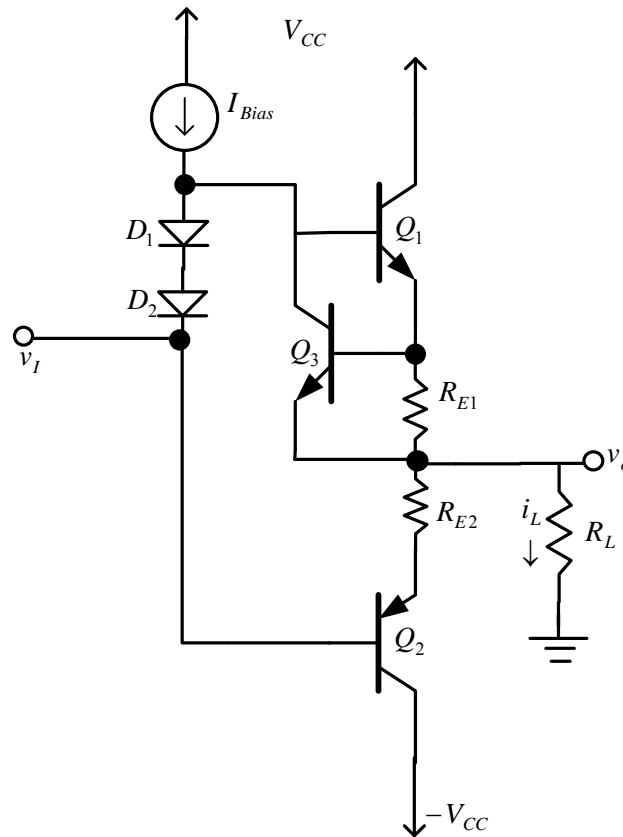 V_CC
I_Bias
D_1
Q_1
D_2
v_I
Q_3
R_E1
R_E2
i_L
↓
R_L
Q_2
-V_CC